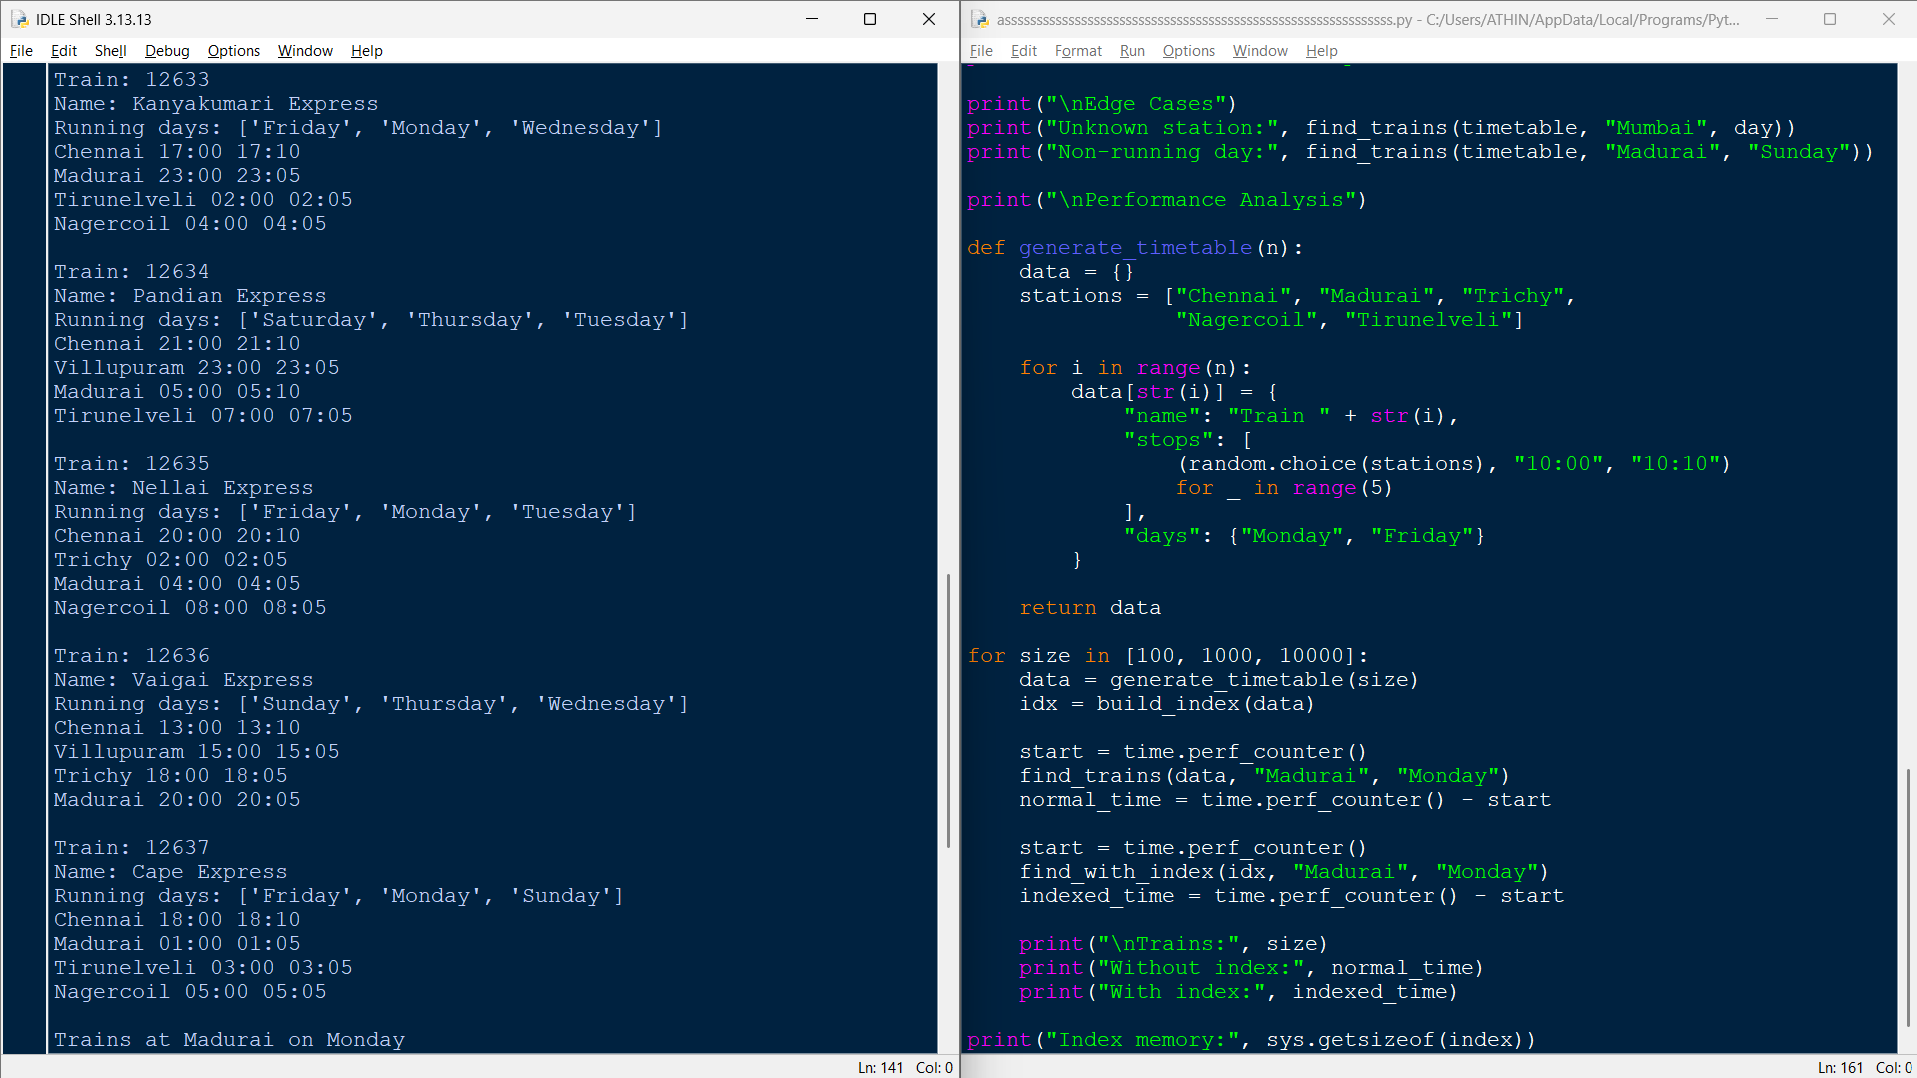 IDLE Shell 3.13.13
File Edit Shell Debug Options Window Help
Train: 12633
Name: Kanyakumari Express
Running days: ['Friday', 'Monday', 'Wednesday']
Chennai 17:00 17:10
Madurai 23:00 23:05
Tirunelveli 02:00 02:05
Nagercoil 04:00 04:05
Train: 12634
Name: Pandian Express
Running days: ['Saturday', 'Thursday', 'Tuesday']
Chennai 21:00 21:10
Villupuram 23:00 23:05
Madurai 05:00 05:10
Tirunelveli 07:00 07:05
Train: 12635
Name: Nellai Express
Running days: ['Friday', 'Monday', 'Tuesday']
Chennai 20:00 20:10
Trichy 02:00 02:05
Madurai 04:00 04:05
Nagercoil 08:00 08:05
Train: 12636
Name: Vaigai Express
Running days: ['Sunday', 'Thursday', 'Wednesday']
Chennai 13:00 13:10
Villupuram 15:00 15:05
Trichy 18:00 18:05
Madurai 20:00 20:05
Train: 12637
Name: Cape Express
Running days: ['Friday', 'Monday', 'Sunday']
Chennai 18:00 18:10
Madurai 01:00 01:05
Tirunelveli 03:00 03:05
Nagercoil 05:00 05:05
Trains at Madurai on Monday
Ln: 141 Col: 0
- C:/Users/ATHIN/AppData/Local/Programs/Pyt...
File Edit Format Run Options Window Help
print("\nEdge Cases")
print("Unknown station:", find_trains(timetable, "Mumbai", day))
print("Non-running day:", find_trains(timetable, "Madurai", "Sunday"))
print("\nPerformance Analysis")
def generate_timetable(n):
    data = {}
    stations = ["Chennai", "Madurai", "Trichy",
                "Nagercoil", "Tirunelveli"]
    for i in range(n):
        data[str(i)] = {
            "name": "Train " + str(i),
            "stops": [
                (random.choice(stations), "10:00", "10:10")
                for _ in range(5)
            ],
            "days": {"Monday", "Friday"}
        }
    return data
for size in [100, 1000, 10000]:
    data = generate_timetable(size)
    idx = build_index(data)
    start = time.perf_counter()
    find_trains(data, "Madurai", "Monday")
    normal_time = time.perf_counter() - start
    start = time.perf_counter()
    find_with_index(idx, "Madurai", "Monday")
    indexed_time = time.perf_counter() - start
    print("\nTrains:", size)
    print("Without index:", normal_time)
    print("With index:", indexed_time)
print("Index memory:", sys.getsizeof(index))
Ln: 161 Col: 0